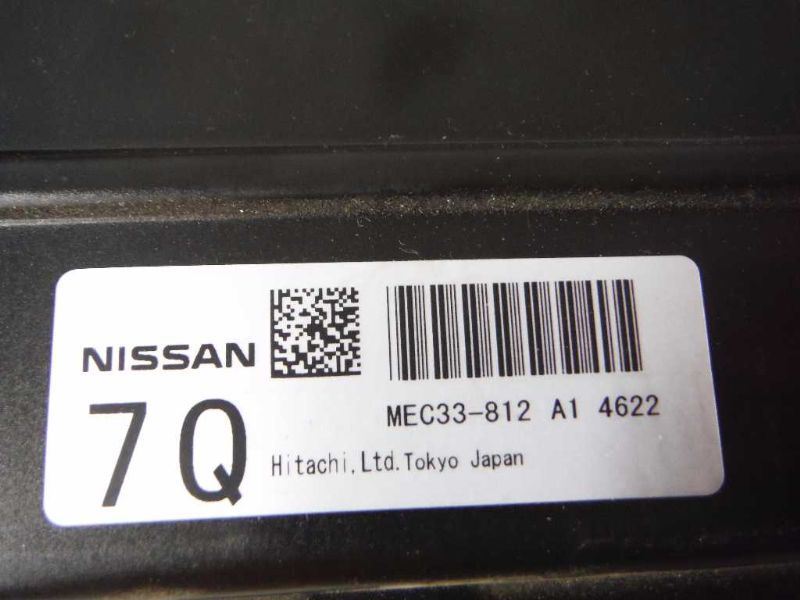 NISSAN
7Q
MEC33-812 A1 4622
Hitachi,Ltd.Tokyo Japan